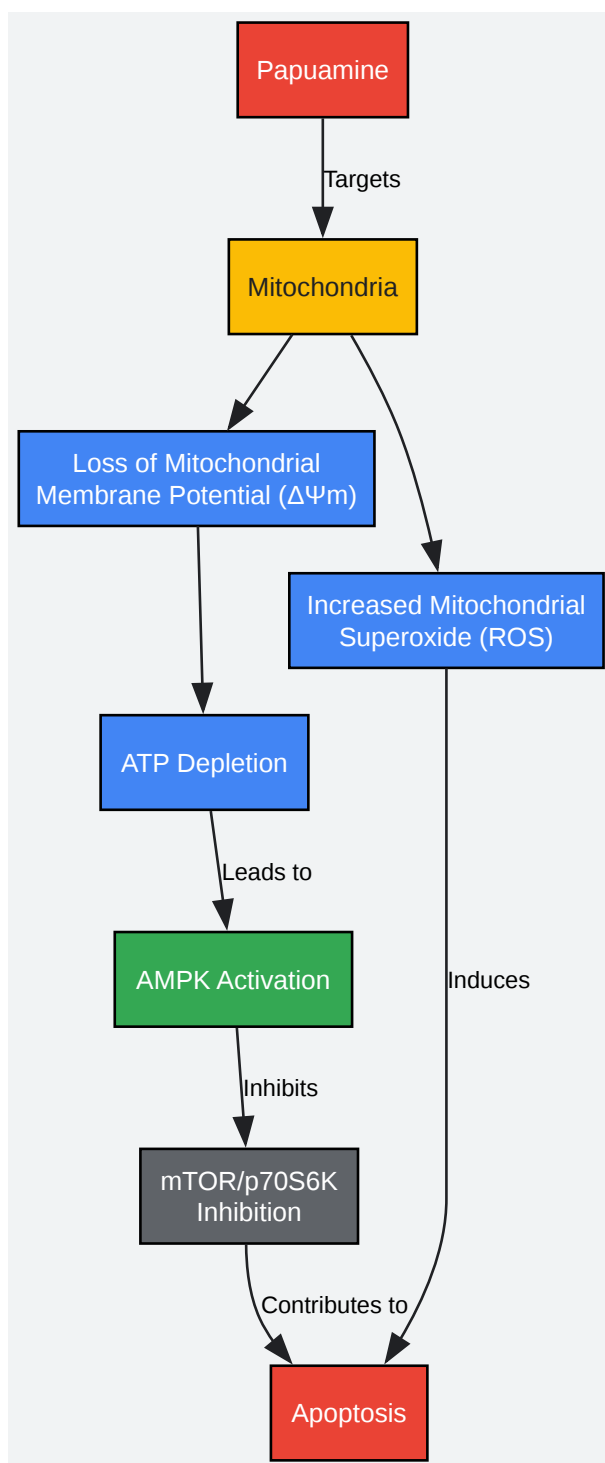 Papuamine
Targets
Mitochondria
Loss of Mitochondrial
Membrane Potential (ΔΨm)
Increased Mitochondrial
Superoxide (ROS)
ATP Depletion
Leads to
AMPK Activation
Induces
Inhibits
mTOR/p70S6K
Inhibition
Contributes to
Apoptosis